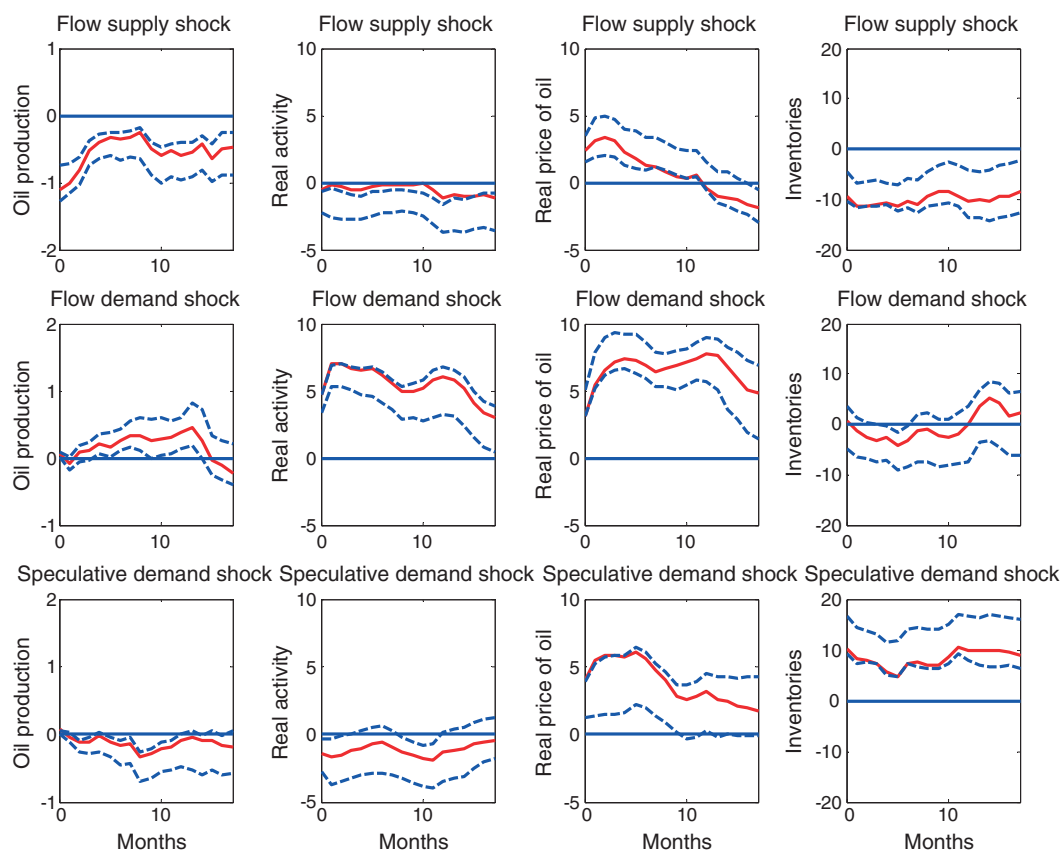 Flow supply shock
Flow supply shock
Flow supply shock
Flow supply shock
Oil production
1
0
-1
-2
0
10
Real activity
10
5
0
-5
0
10
Real price of oil
10
5
0
-5
0
10
Inventories
20
10
0
-10
-20
0
10
Flow demand shock
Flow demand shock
Flow demand shock
Flow demand shock
Oil production
2
1
0
-1
0
10
Real activity
10
5
0
-5
0
10
Real price of oil
10
5
0
-5
0
10
Inventories
20
10
0
-10
-20
0
10
Speculative demand shock
Speculative demand shock
Speculative demand shock
Speculative demand shock
Oil production
2
1
0
-1
0
10
Months
Real activity
10
5
0
-5
0
10
Months
Real price of oil
10
5
0
-5
0
10
Months
Inventories
20
10
0
-10
-20
0
10
Months